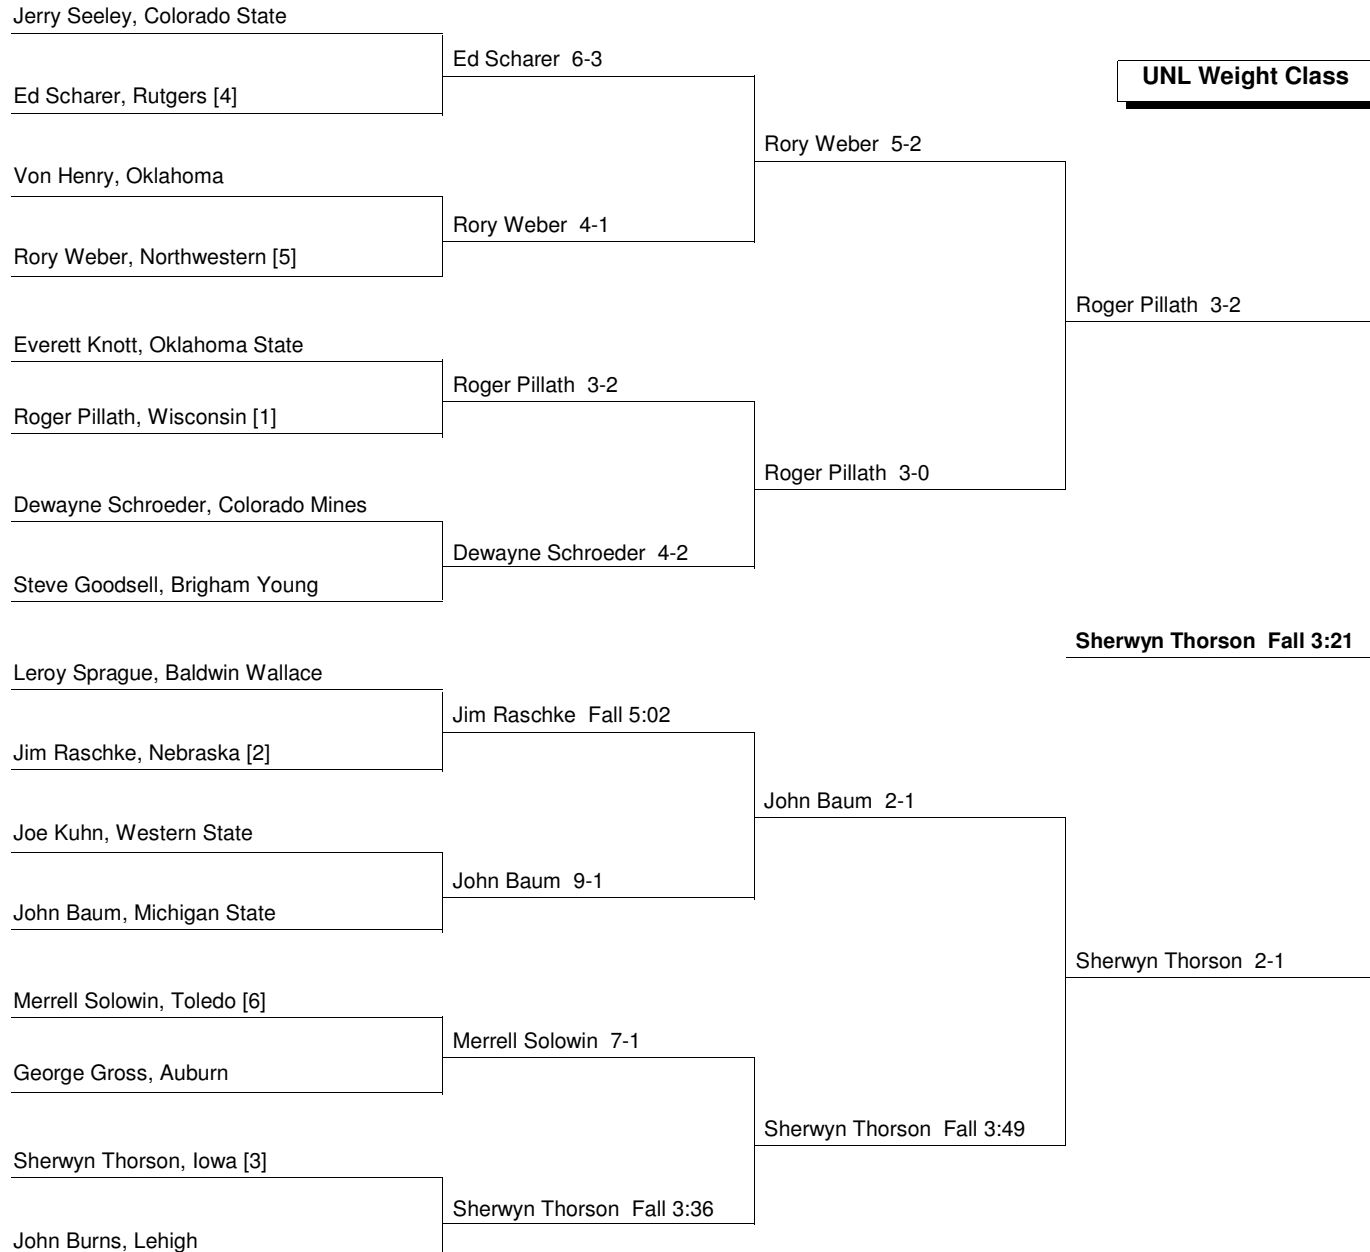 Jerry Seeley, Colorado State
Ed Scharer 6-3
UNL Weight Class
Ed Scharer, Rutgers [4]
Rory Weber 5-2
Von Henry, Oklahoma
Rory Weber 4-1
Rory Weber, Northwestern [5]
Roger Pillath 3-2
Everett Knott, Oklahoma State
Roger Pillath 3-2
Roger Pillath, Wisconsin [1]
Roger Pillath 3-0
Dewayne Schroeder, Colorado Mines
Dewayne Schroeder 4-2
Steve Goodsell, Brigham Young
Sherwyn Thorson Fall 3:21
Leroy Sprague, Baldwin Wallace
Jim Raschke Fall 5:02
Jim Raschke, Nebraska [2]
John Baum 2-1
Joe Kuhn, Western State
John Baum 9-1
John Baum, Michigan State
Sherwyn Thorson 2-1
Merrell Solowin, Toledo [6]
Merrell Solowin 7-1
George Gross, Auburn
Sherwyn Thorson Fall 3:49
Sherwyn Thorson, Iowa [3]
Sherwyn Thorson Fall 3:36
John Burns, Lehigh